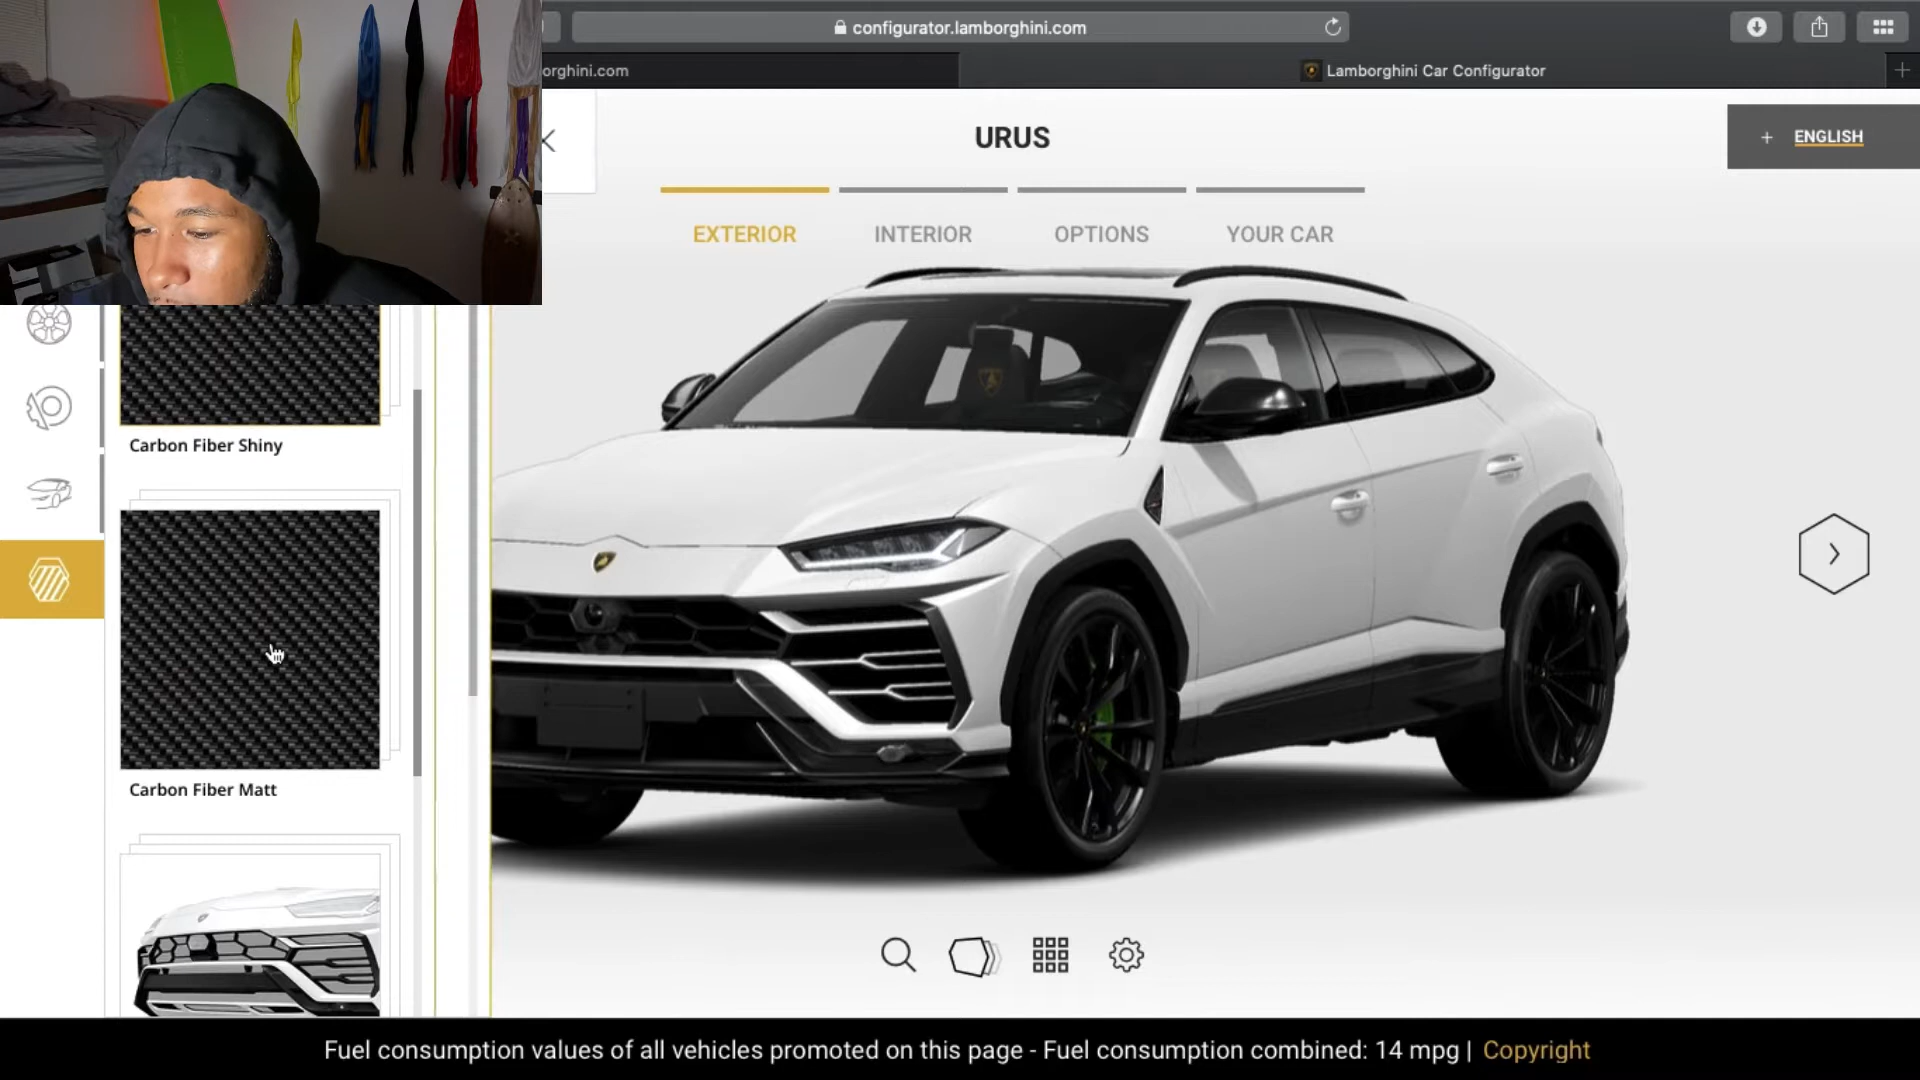 configurator.lamborghini.com
orghini.com
Lamborghini Car Configurator
URUS
+ ENGLISH
EXTERIOR
INTERIOR
OPTIONS
YOUR CAR
Carbon Fiber Shiny
Carbon Fiber Matt
Fuel consumption values of all vehicles promoted on this page - Fuel consumption combined: 14 mpg | Copyright